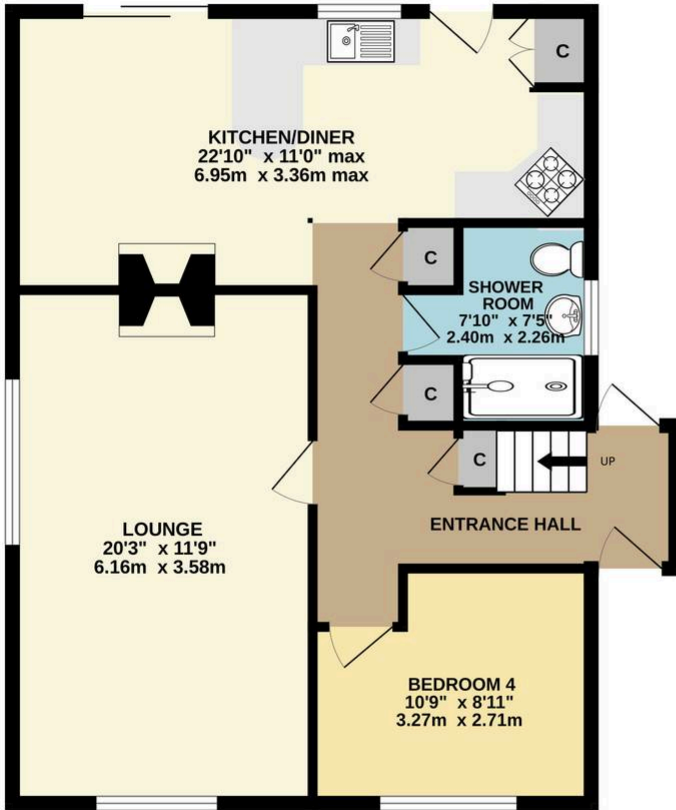 C
KITCHEN/DINER
22'10" x 11'0" max
6.95m x 3.36m max
C
SHOWER
ROOM
7'10" x 7'5"
2.40m x 2.26m
C
C
UP
ENTRANCE HALL
LOUNGE
20'3" x 11'9"
6.16m x 3.58m
BEDROOM 4
10'9" x 8'11"
3.27m x 2.71m